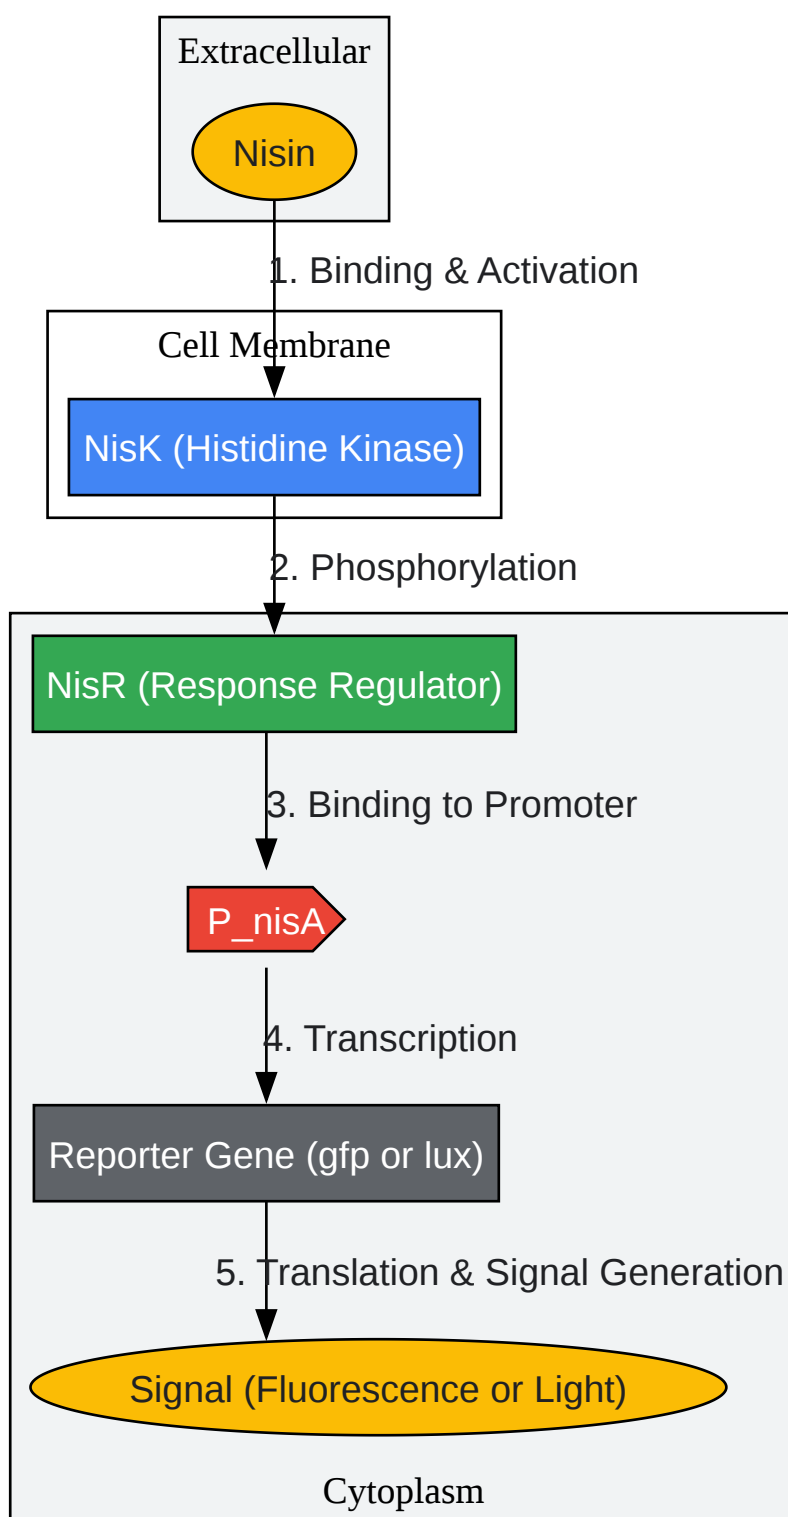 Extracellular
Nisin
1. Binding & Activation
Cell Membrane
NisK (Histidine Kinase)
2. Phosphorylation
NisR (Response Regulator)
3. Binding to Promoter
P_nisA
4. Transcription
Reporter Gene (gfp or lux)
5. Translation & Signal Generation
Signal (Fluorescence or Light)
Cytoplasm